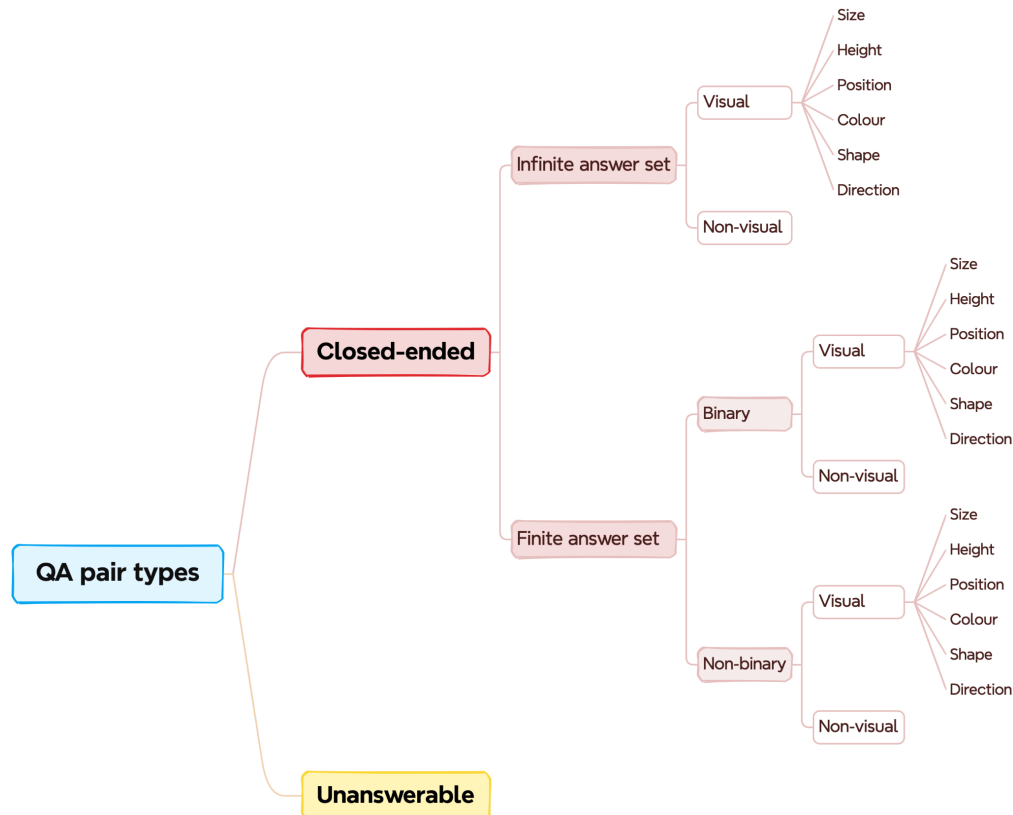 QA pair types
Closed-ended
Infinite answer set
Visual
Size
Height
Position
Colour
Shape
Direction
Non-visual
Finite answer set
Binary
Visual
Size
Height
Position
Colour
Shape
Direction
Non-visual
Non-binary
Visual
Size
Height
Position
Colour
Shape
Direction
Non-visual
Unanswerable